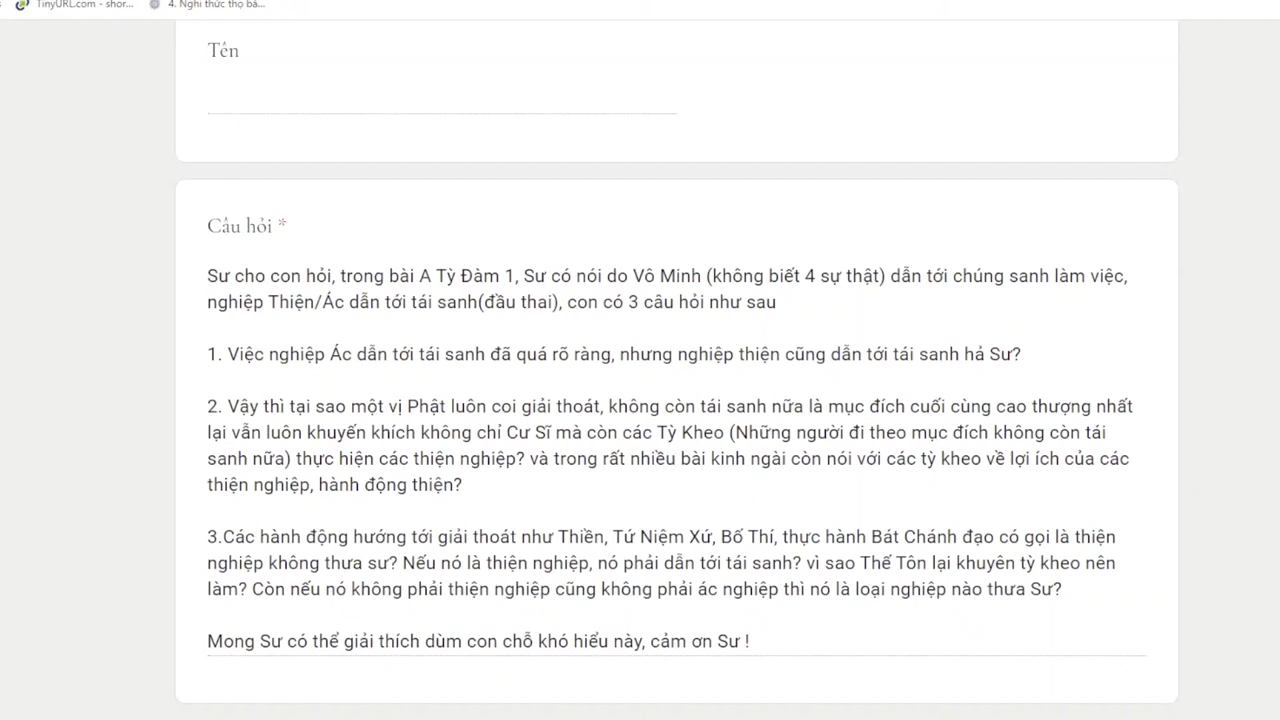 TinyURL.com - shor...
4. Nghi thức thọ bá...
Tên
Câu hỏi *
Sư cho con hỏi, trong bài A Tỳ Đàm 1, Sư có nói do Vô Minh (không biết 4 sự thật) dẫn tới chúng sanh làm việc,
nghiệp Thiện/Ác dẫn tới tái sanh(đầu thai), con có 3 câu hỏi như sau
1. Việc nghiệp Ác dẫn tới tái sanh đã quá rõ ràng, nhưng nghiệp thiện cũng dẫn tới tái sanh hả Sư?
2. Vậy thì tại sao một vị Phật luôn coi giải thoát, không còn tái sanh nữa là mục đích cuối cùng cao thượng nhất
lại vẫn luôn khuyến khích không chỉ Cư Sĩ mà còn các Tỳ Kheo (Những người đi theo mục đích không còn tái
sanh nữa) thực hiện các thiện nghiệp? và trong rất nhiều bài kinh ngài còn nói với các tỳ kheo về lợi ích của các
thiện nghiệp, hành động thiện?
3.Các hành động hướng tới giải thoát như Thiền, Tứ Niệm Xứ, Bố Thí, thực hành Bát Chánh đạo có gọi là thiện
nghiệp không thưa sư? Nếu nó là thiện nghiệp, nó phải dẫn tới tái sanh? vì sao Thế Tôn lại khuyên tỳ kheo nên
làm? Còn nếu nó không phải thiện nghiệp cũng không phải ác nghiệp thì nó là loại nghiệp nào thưa Sư?
Mong Sư có thể giải thích dùm con chỗ khó hiểu này, cảm ơn Sư !